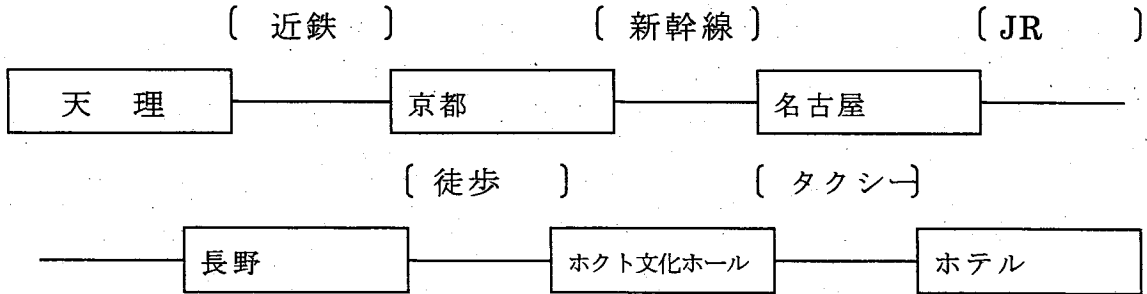 〔 近鉄 〕 〔 新幹線 〕 〔 JR 〕
天 理 京都 名古屋
〔 徒歩 〕 〔 タクシー〕
長野 ホクト文化ホール ホテル